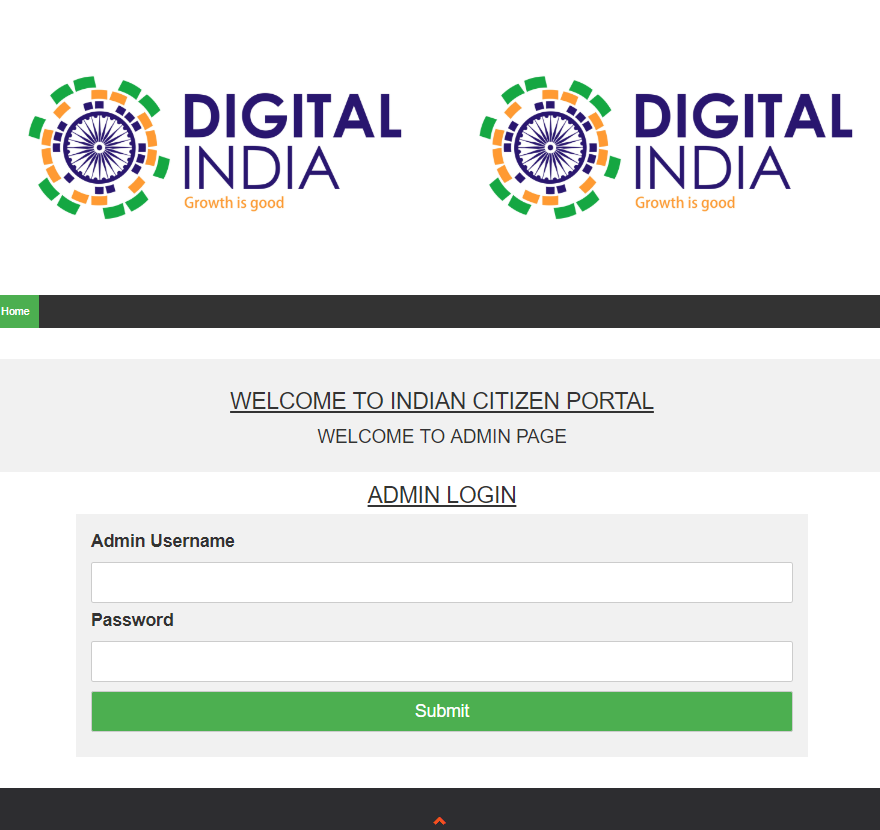 DIGITAL
INDIA
Growth is good
DIGITAL
INDIA
Growth is good
Home
WELCOME TO INDIAN CITIZEN PORTAL
WELCOME TO ADMIN PAGE
ADMIN LOGIN
Admin Username
Password
Submit